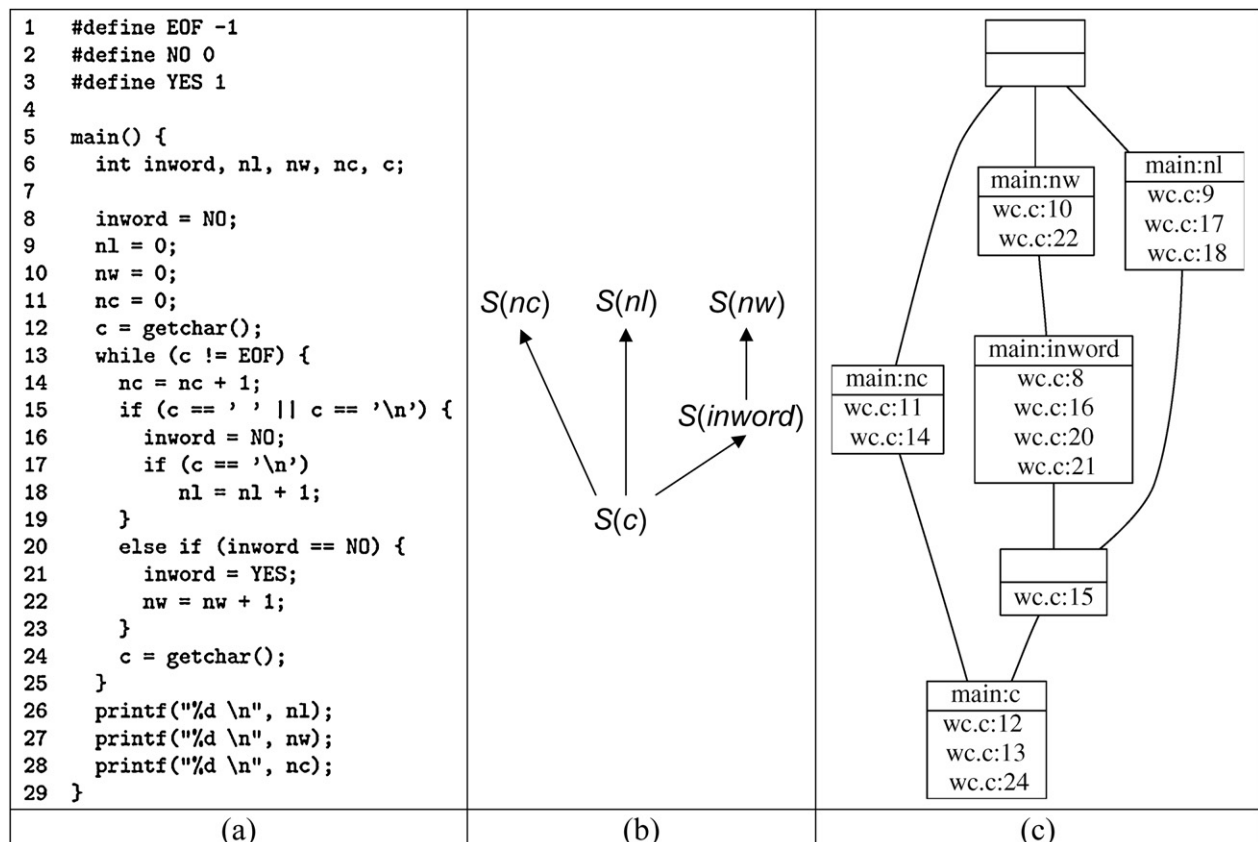 1 #define EOF -1
2 #define NO 0
3 #define YES 1
4
5 main() {
6 int inword, nl, nw, nc, c;
7
8 inword = NO;
9 nl = 0;
10 nw = 0;
11 nc = 0;
12 c = getchar();
13 while (c != EOF) {
14 nc = nc + 1;
15 if (c == ' ' || c == '\n') {
16 inword = NO;
17 if (c == '\n')
18 nl = nl + 1;
19 }
20 else if (inword == NO) {
21 inword = YES;
22 nw = nw + 1;
23 }
24 c = getchar();
25 }
26 printf("%d \n", nl);
27 printf("%d \n", nw);
28 printf("%d \n", nc);
29 }
(a)
S(nc) S(nl) S(nw)
S(inword)
S(c)
(b)
main:nw
wc.c:10
wc.c:22
main:nl
wc.c:9
wc.c:17
wc.c:18
main:nc
wc.c:11
wc.c:14
main:inword
wc.c:8
wc.c:16
wc.c:20
wc.c:21
wc.c:15
main:c
wc.c:12
wc.c:13
wc.c:24
(c)